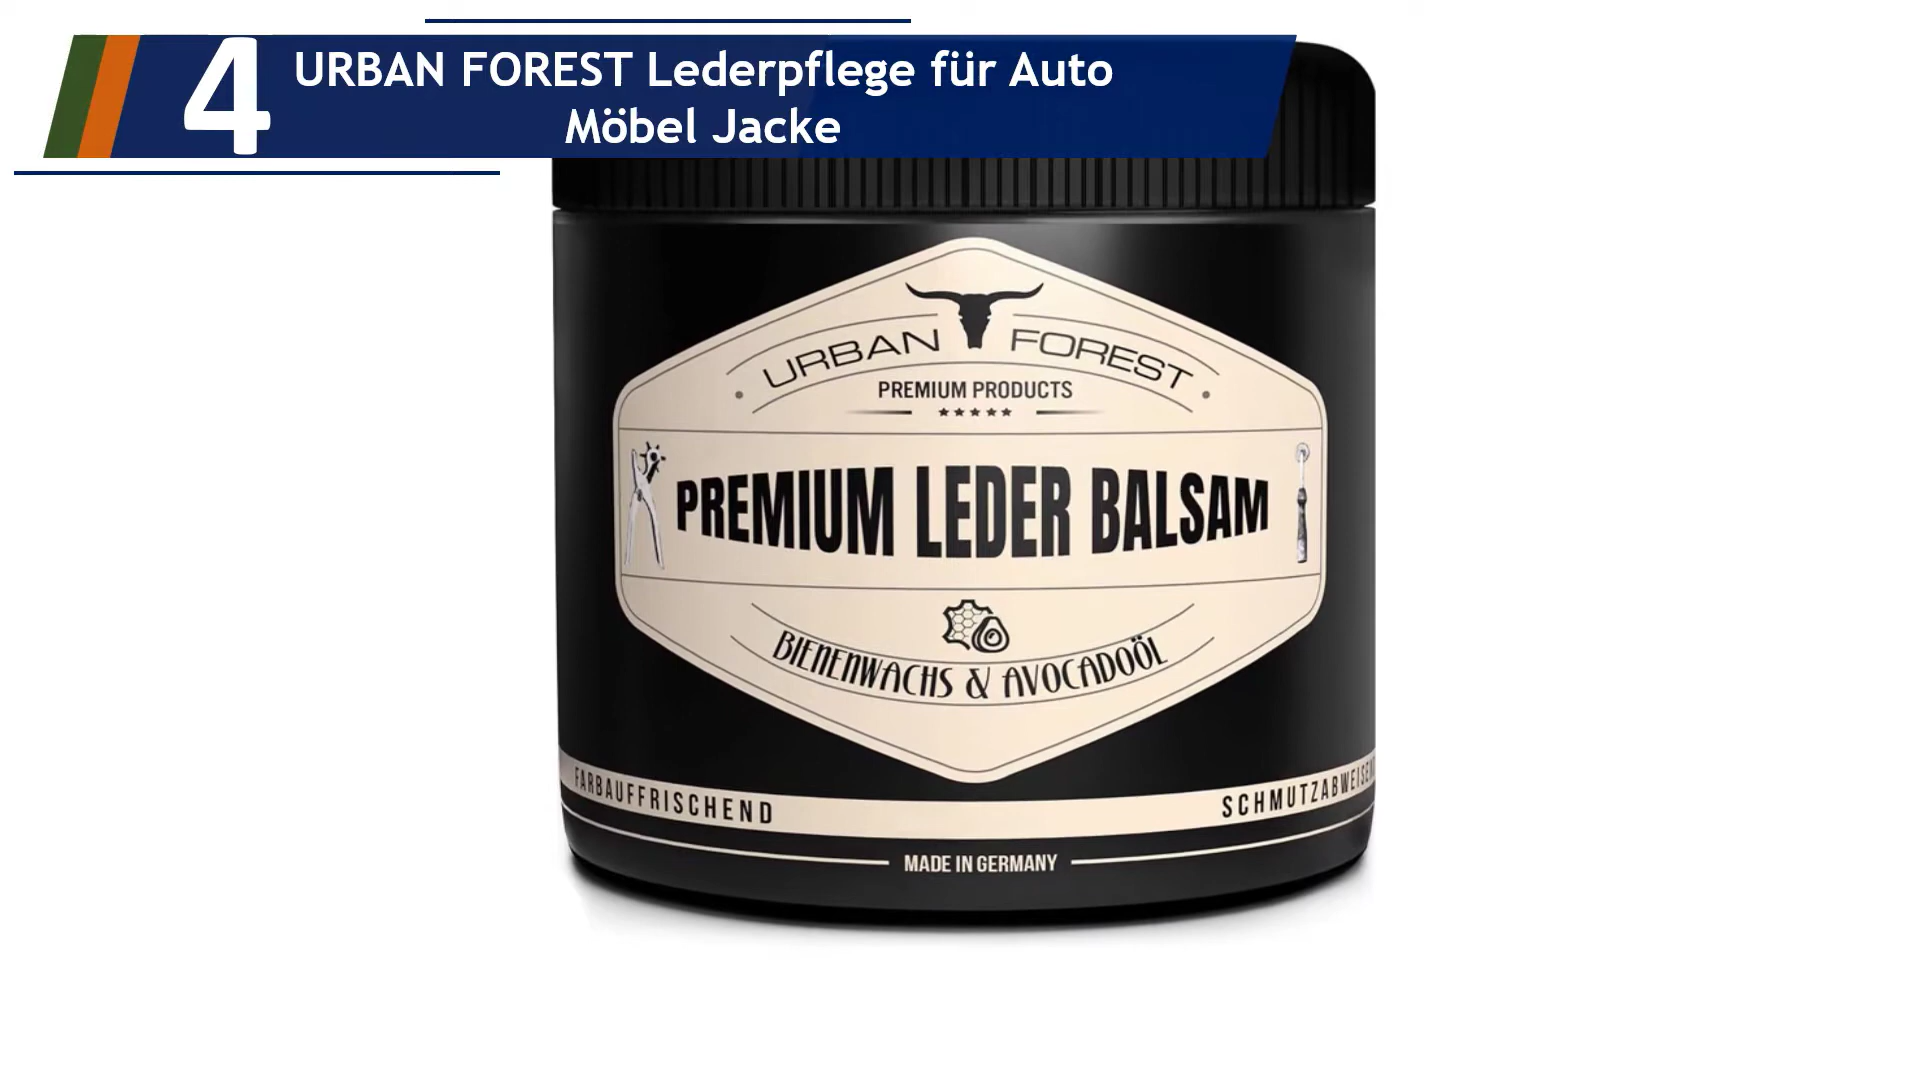 4
URBAN FOREST Lederpflege für Auto
Möbel Jacke
URBAN FOREST
PREMIUM PRODUCTS
PREMIUM LEDER BALSAM
BIENENWACHS & AVOCADOÖL
FARBAUFFRISCHEND
SCHMUTZABWEISEND
MADE IN GERMANY